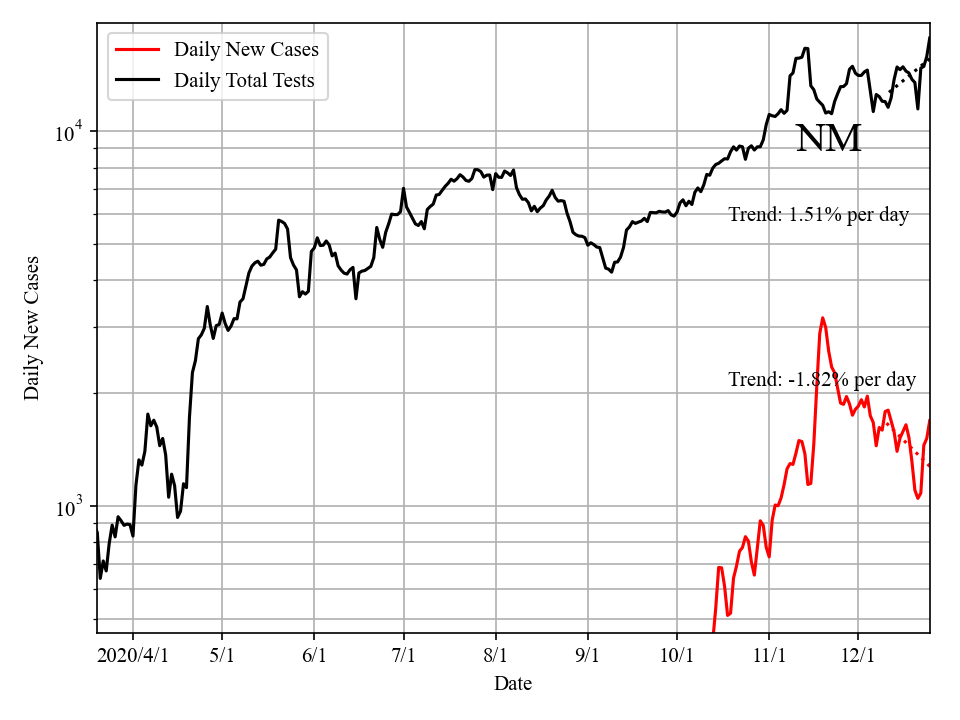 Daily New Cases
Daily Total Tests
10^4
NM
Trend: 1.51% per day
Daily New Cases
Trend: -1.82% per day
10^3
2020/4/1 5/1 6/1 7/1 8/1 9/1 10/1 11/1 12/1
Date